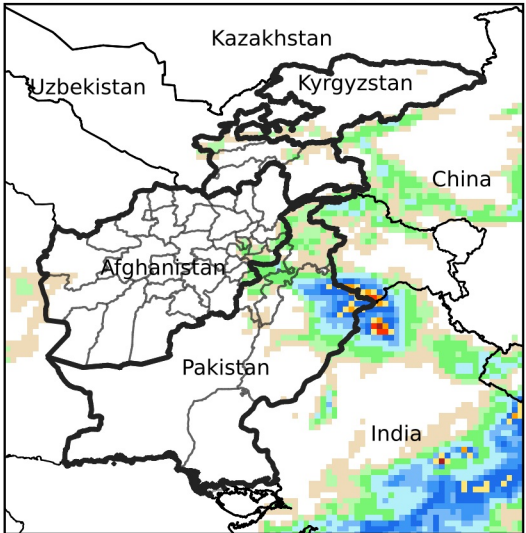 Kazakhstan
Uzbekistan
Kyrgyzstan
China
Afghanistan
Pakistan
India